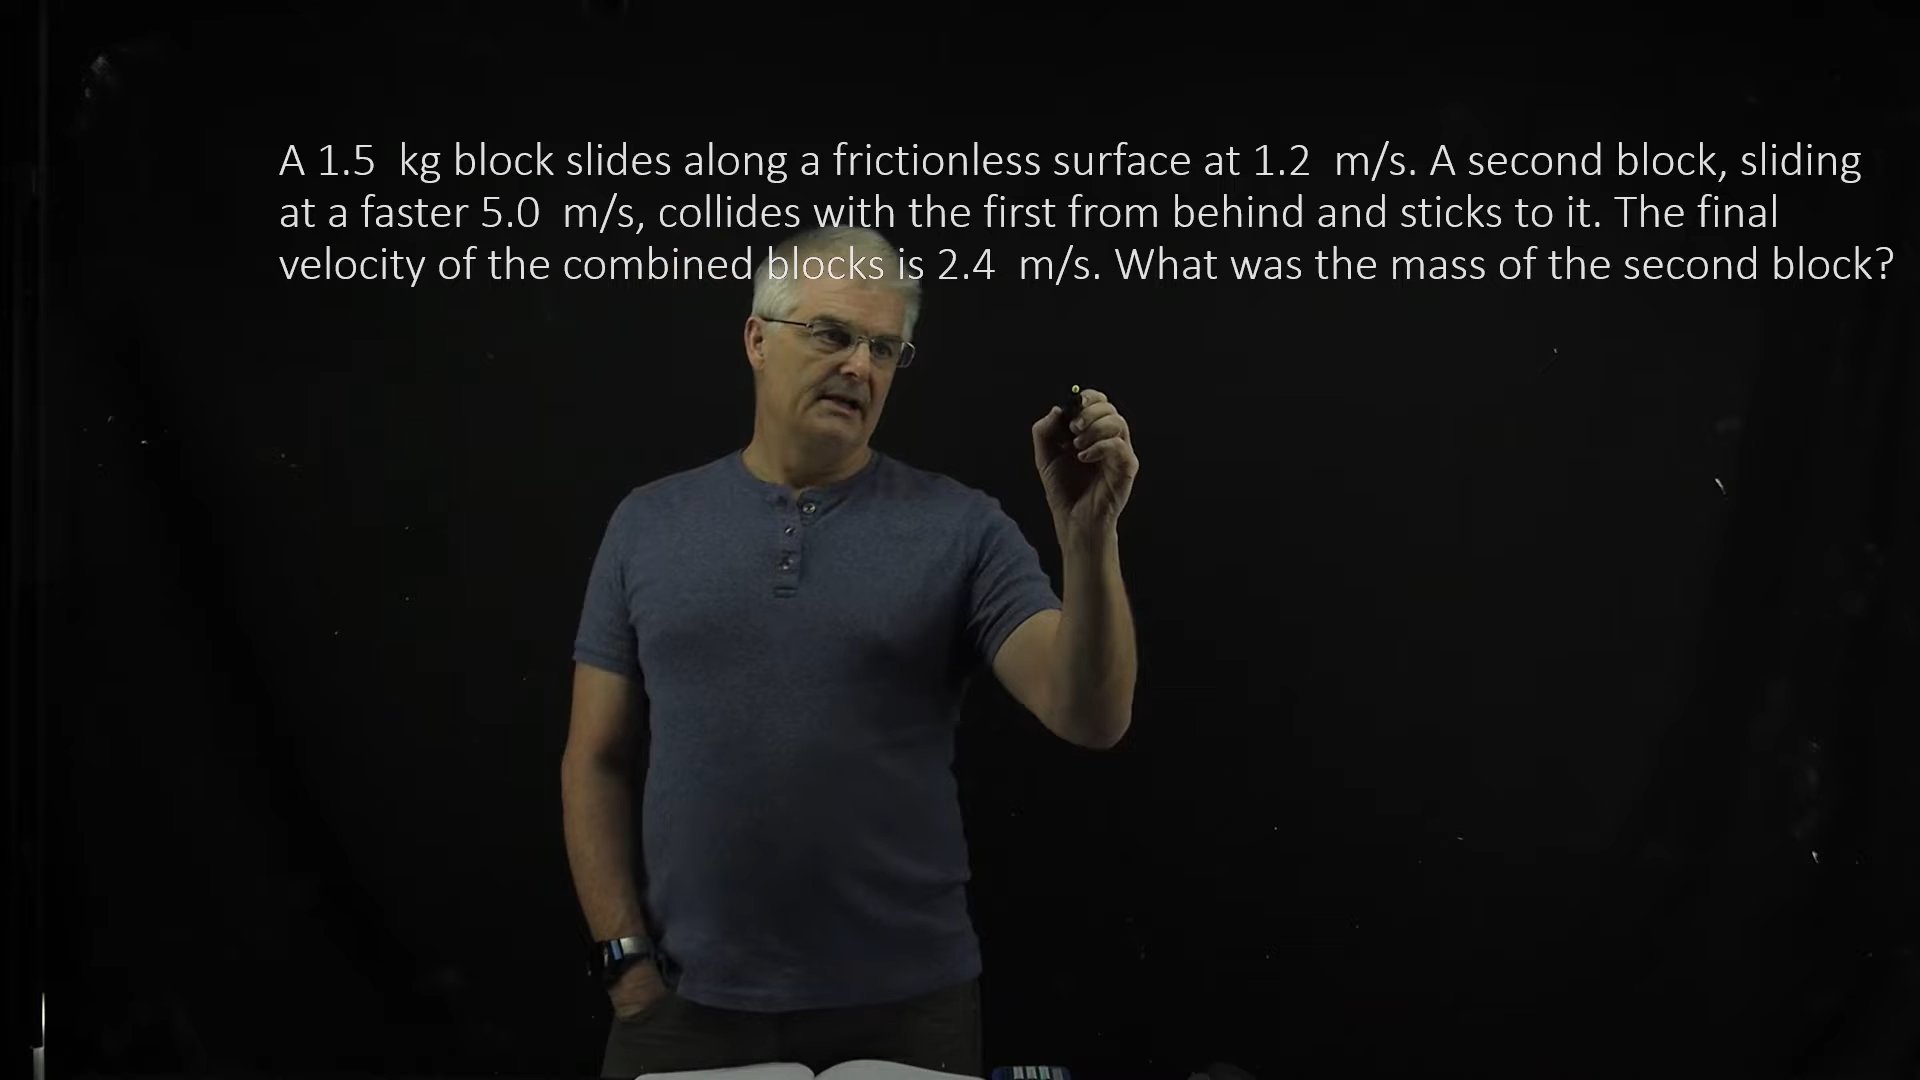 A 1.5 kg block slides along a frictionless surface at 1.2 m/s. A second block, sliding
at a faster 5.0 m/s, collides with the first from behind and sticks to it. The final
velocity of the combined blocks is 2.4 m/s. What was the mass of the second block?